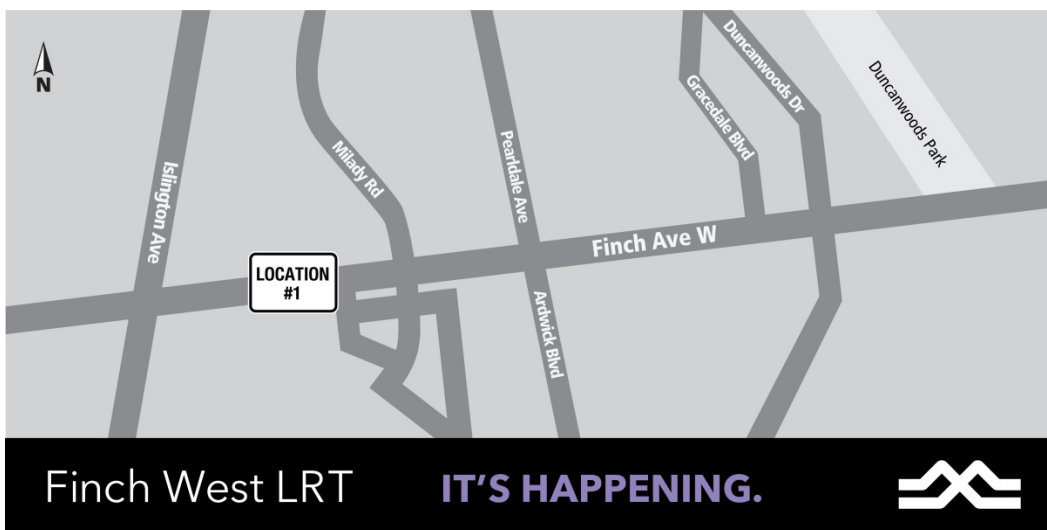 N
Islington Ave
Milady Rd
Pearldale Ave
Gracedale Blvd
Duncanwoods Dr
Duncanwoods Park
Finch Ave W
LOCATION
#1
Ardwick Blvd
Finch West LRT
IT'S HAPPENING.